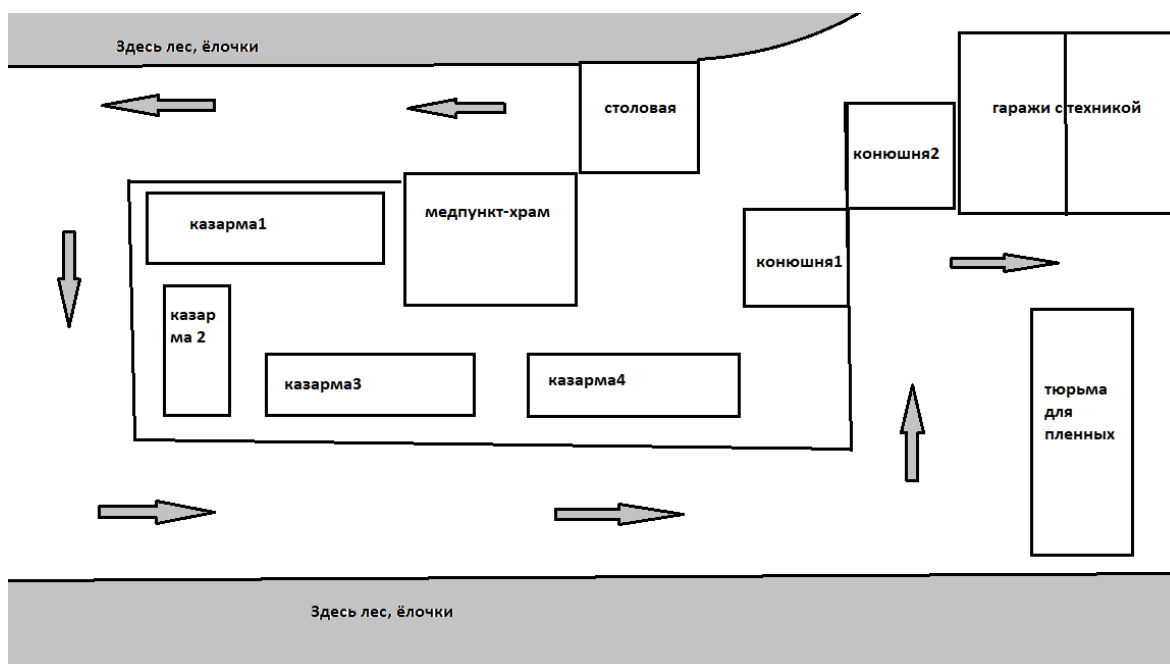 Здесь лес, ёлочки
столовая
гаражи с техникой
конюшня2
медпункт-храм
казарма1
конюшня1
казар
ма 2
казарма3
казарма4
тюрьма
для
пленных
Здесь лес, ёлочки